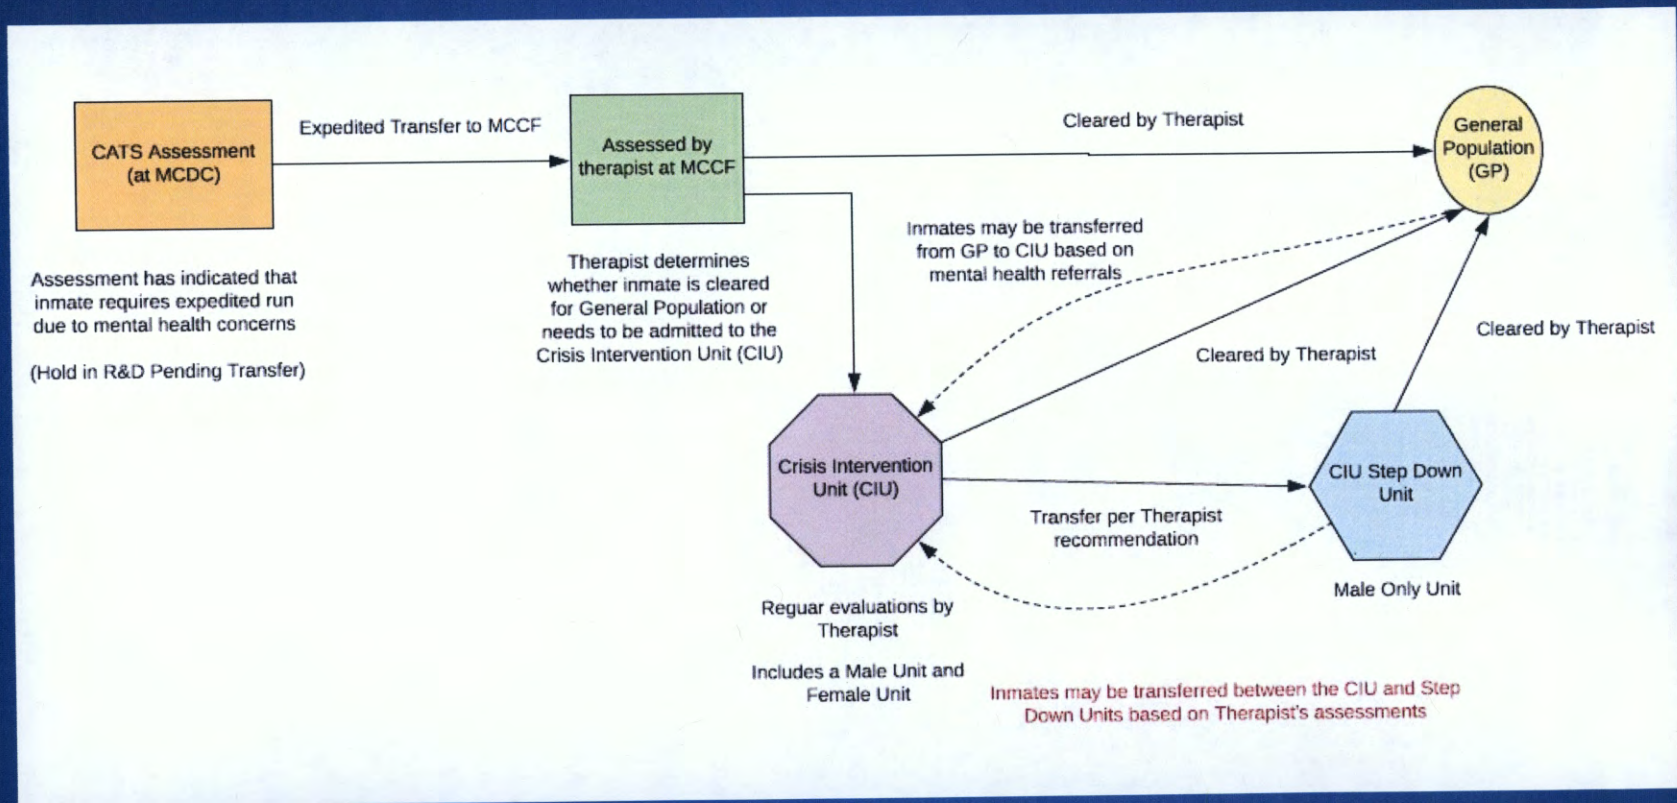 CATS Assessment
(at MCDC)
Expedited Transfer to MCCF
Assessed by
therapist at MCCF
Cleared by Therapist
General
Population
(GP)
Assessment has indicated that
inmate requires expedited run
due to mental health concerns
(Hold in R&D Pending Transfer)
Therapist determines
whether inmate is cleared
for General Population or
needs to be admitted to the
Crisis Intervention Unit (CIU)
Inmates may be transferred
from GP to CIU based on
mental health referrals
Cleared by Therapist
Cleared by Therapist
Crisis Intervention
Unit (CIU)
Transfer per Therapist
recommendation
CIU Step Down
Unit
Male Only Unit
Reguar evaluations by
Therapist
Includes a Male Unit and
Female Unit
Inmates may be transferred between the CIU and Step
Down Units based on Therapist's assessments